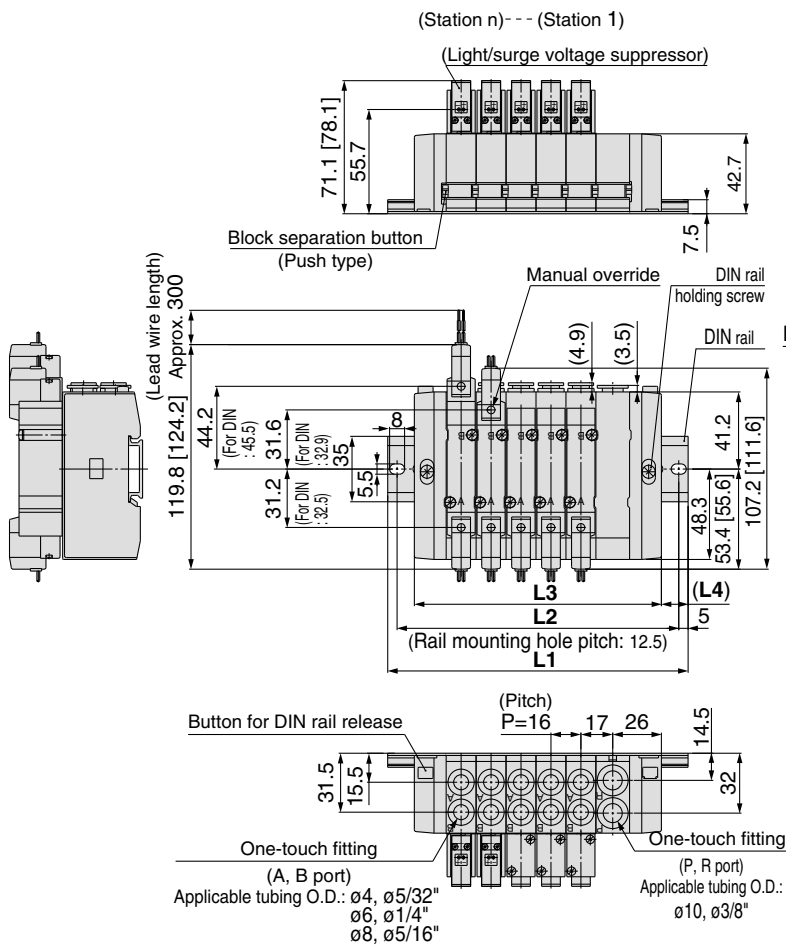 (Station n)--- (Station 1)
(Light/surge voltage suppressor)
71.1 [78.1]
55.7
42.7
7.5
Block separation button
(Push type)
(Lead wire length)
Approx. 300
Manual override
DIN rail
holding screw
(4.9)
(3.5)
DIN rail
119.8 [124.2]
44.2
(For DIN
: 45.5)
31.6
(For DIN
: 32.9)
8
35
5.5
31.2
(For DIN
: 32.5)
B B B B
A A A A A
41.2
48.3
53.4 [55.6]
107.2 [111.6]
L3
(L4)
L2
5
(Rail mounting hole pitch: 12.5)
L1
(Pitch)
P=16
17
26
14.5
Button for DIN rail release
31.5
15.5
32
One-touch fitting
(A, B port)
Applicable tubing O.D.: ø4, ø5/32"
ø6, ø1/4"
ø8, ø5/16"
One-touch fitting
(P, R port)
Applicable tubing O.D.:
ø10, ø3/8"